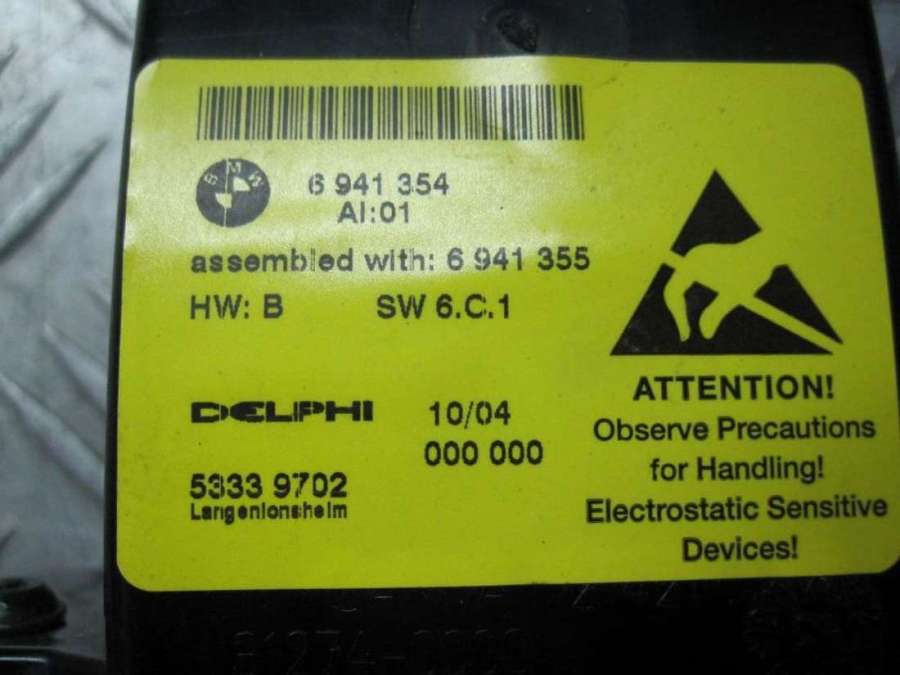 BMW
6 941 354
AI:01
assembled with: 6 941 355
HW: B SW 6.C.1
DELPHI 10/04
000 000
5333 9702
Langenlonsheim
ATTENTION!
Observe Precautions
for Handling!
Electrostatic Sensitive
Devices!